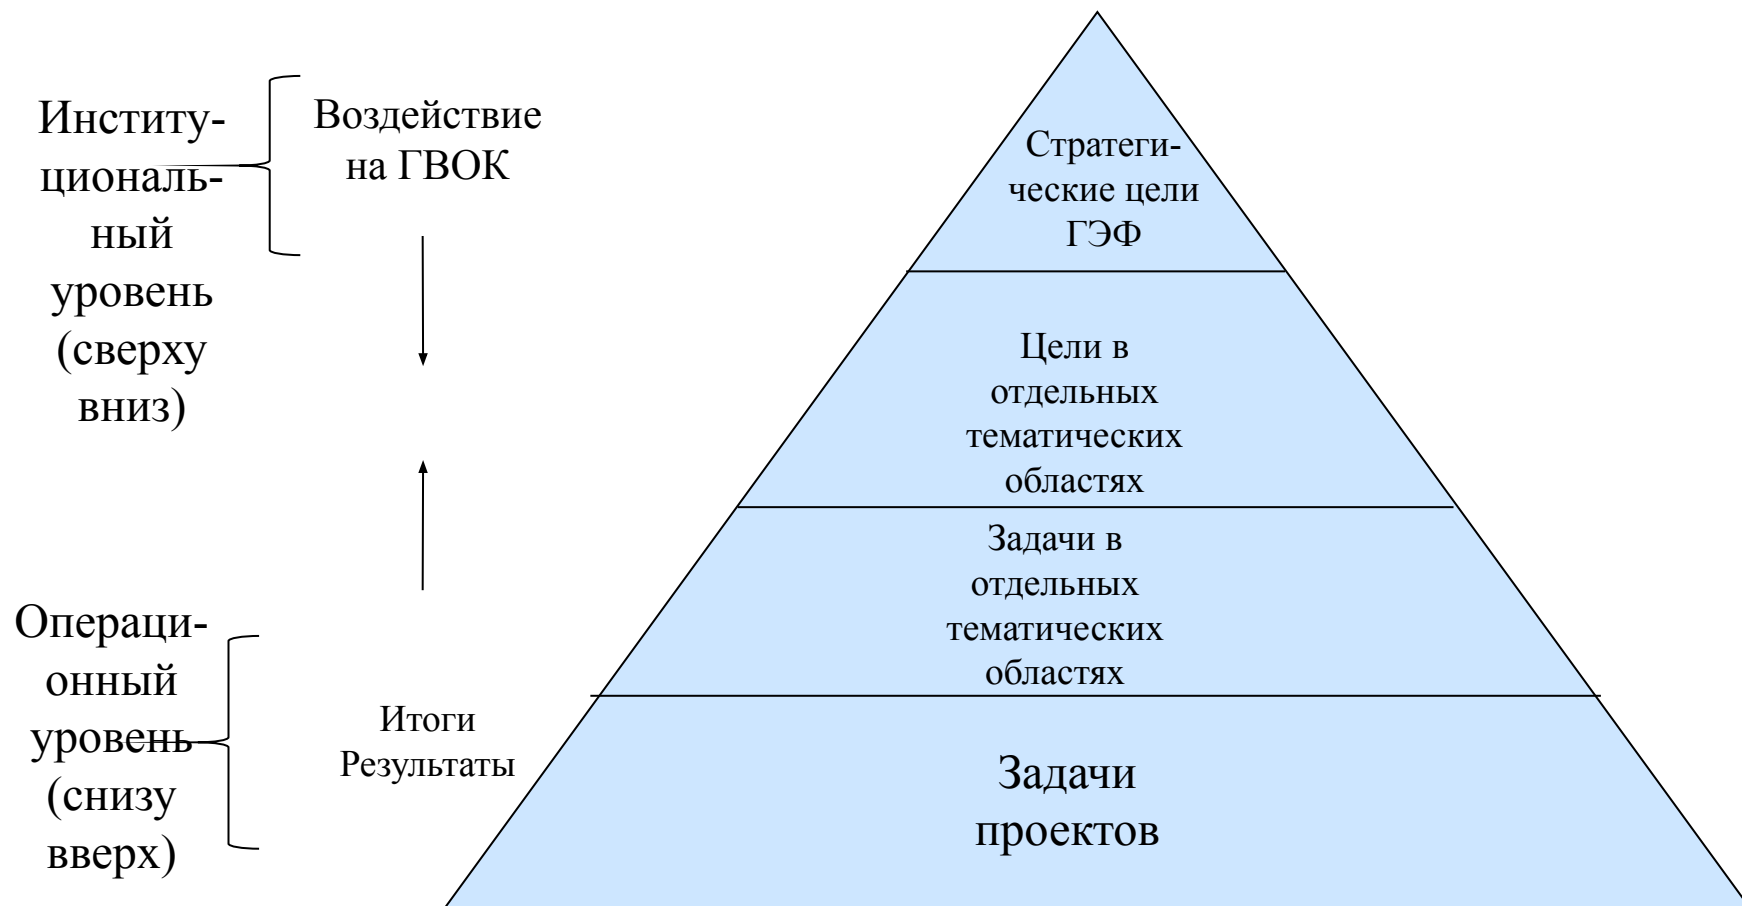 Институ-
циональ-
ный
уровень
(сверху
вниз)
Воздействие
на ГВОК
Стратеги-
ческие цели
ГЭФ
Цели в
отдельных
тематических
областях
Задачи в
отдельных
тематических
областях
Операци-
онный
уровень
(снизу
вверх)
Итоги
Результаты
Задачи
проектов